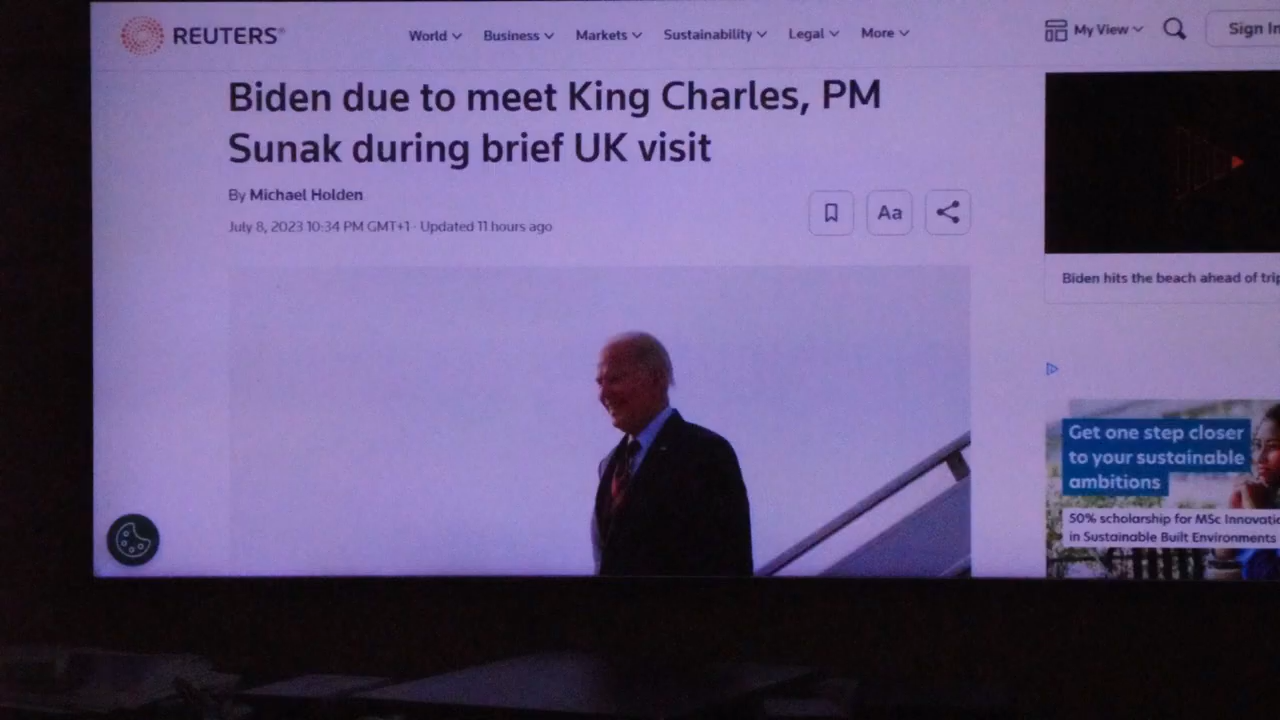 REUTERS®
World Business Markets Sustainability Legal More
My View
Sign In
Biden due to meet King Charles, PM
Sunak during brief UK visit
By Michael Holden
July 8, 2023 10:34 PM GMT+1 · Updated 11 hours ago
Aa
Biden hits the beach ahead of trip
Get one step closer
to your sustainable
ambitions
50% scholarship for MSc Innovatio
in Sustainable Built Environments